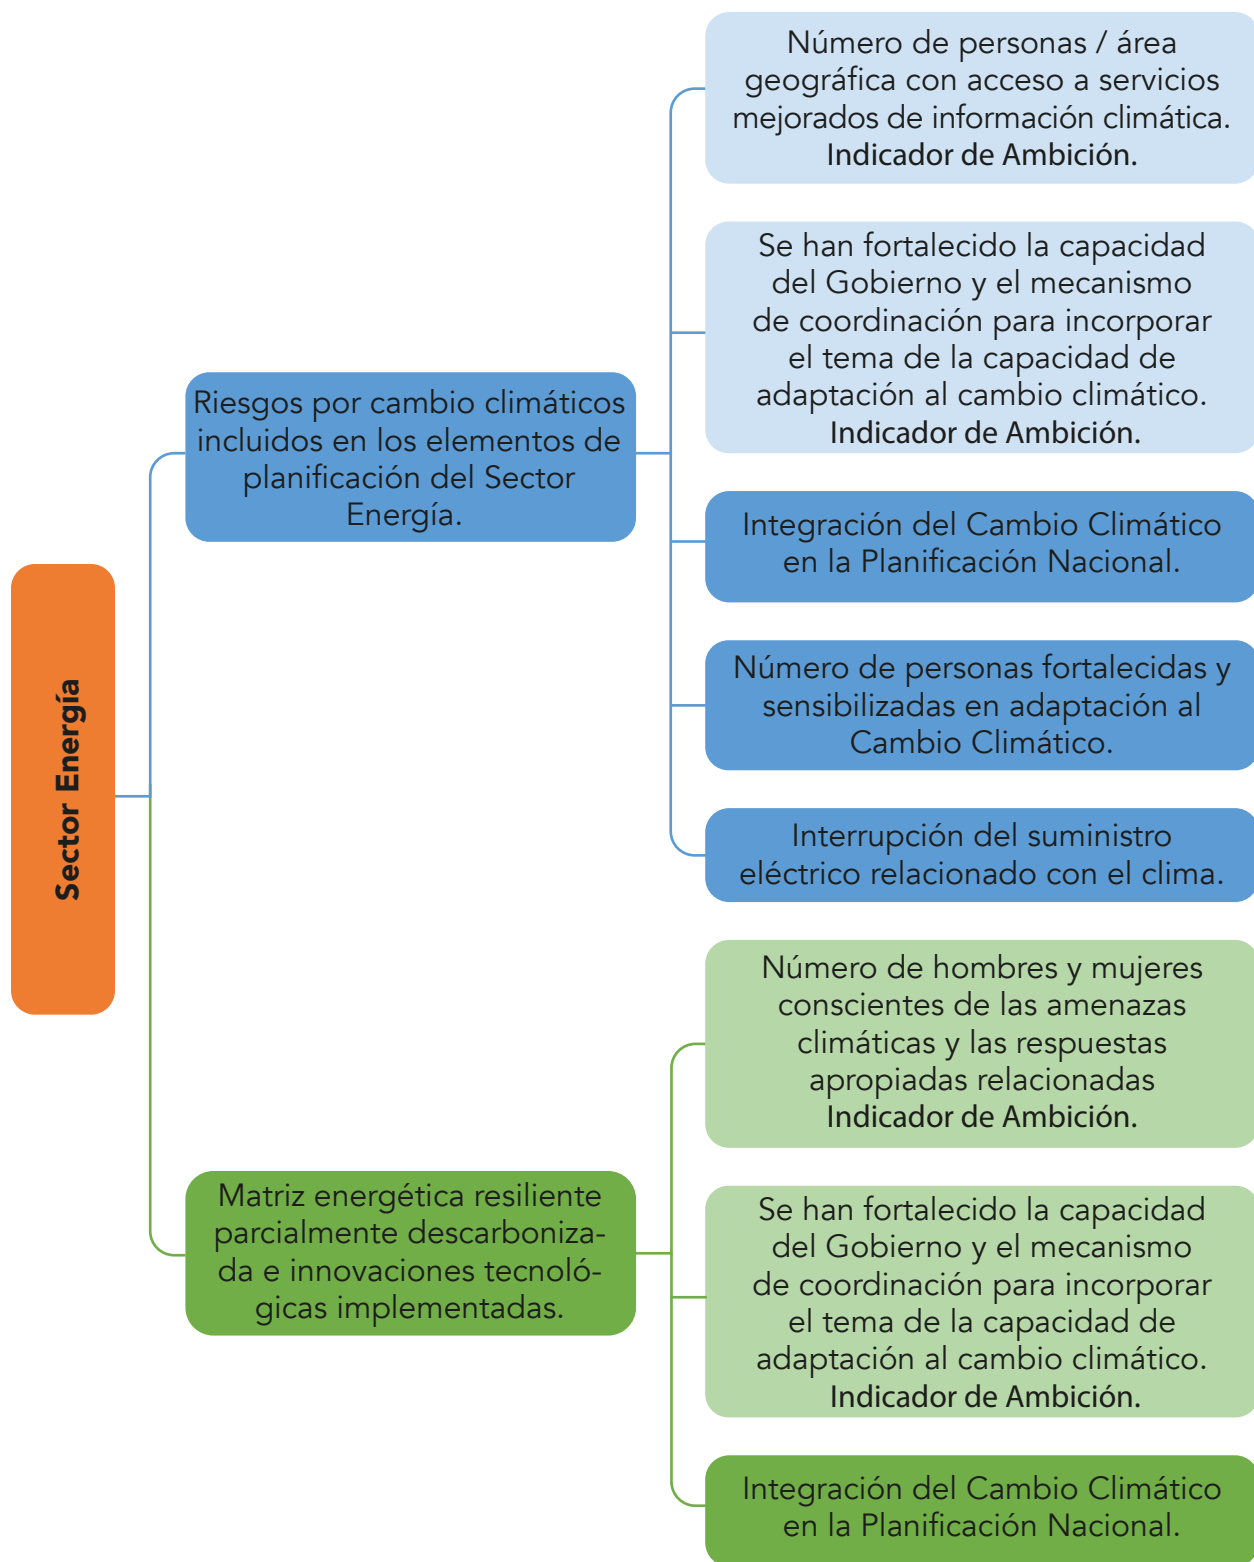 Número de personas / área
geográfica con acceso a servicios
mejorados de información climática.
Indicador de Ambición.
Se han fortalecido la capacidad
del Gobierno y el mecanismo
de coordinación para incorporar
el tema de la capacidad de
adaptación al cambio climático.
Indicador de Ambición.
Riesgos por cambio climáticos
incluidos en los elementos de
planificación del Sector
Energía.
Integración del Cambio Climático
en la Planificación Nacional.
Número de personas fortalecidas y
sensibilizadas en adaptación al
Cambio Climático.
Interrupción del suministro
eléctrico relacionado con el clima.
Sector Energía
Número de hombres y mujeres
conscientes de las amenazas
climáticas y las respuestas
apropiadas relacionadas
Indicador de Ambición.
Matriz energética resiliente
parcialmente descarboniza-
da e innovaciones tecnoló-
gicas implementadas.
Se han fortalecido la capacidad
del Gobierno y el mecanismo
de coordinación para incorporar
el tema de la capacidad de
adaptación al cambio climático.
Indicador de Ambición.
Integración del Cambio Climático
en la Planificación Nacional.